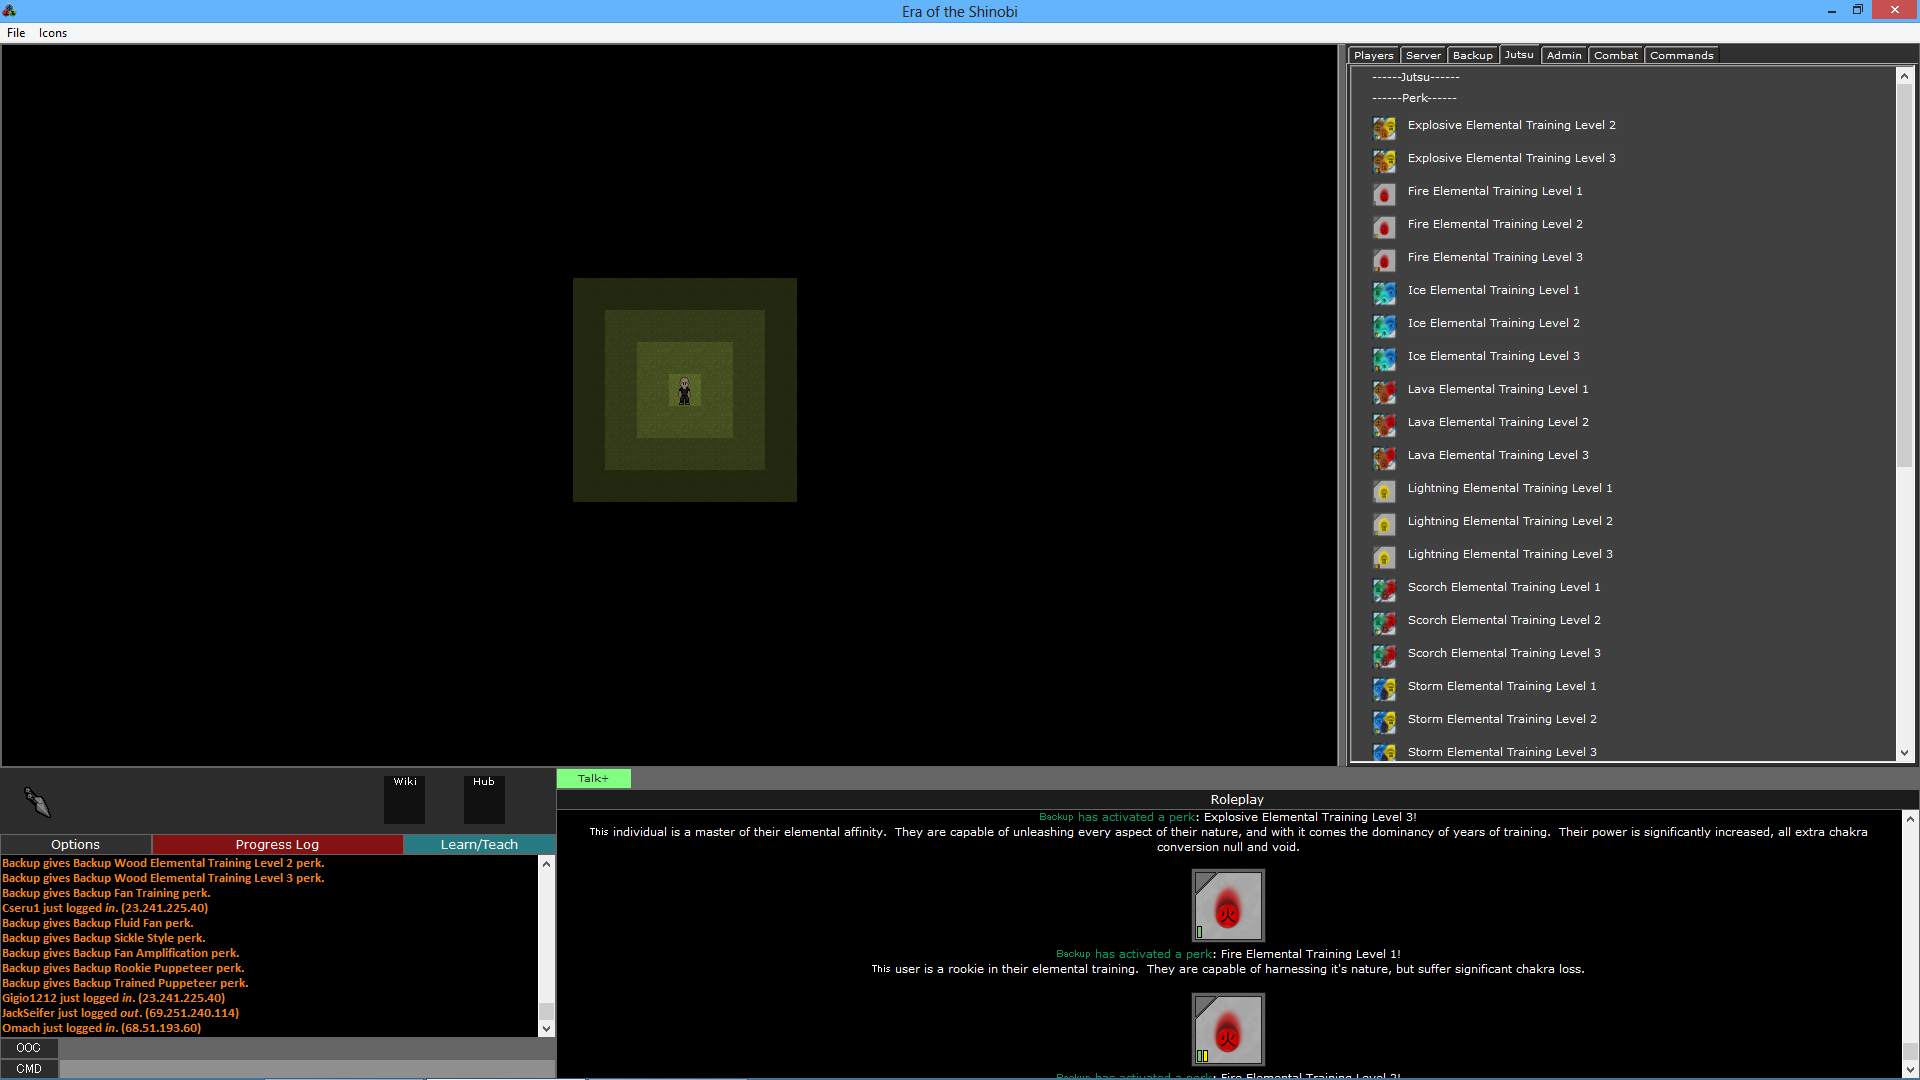 Era of the Shinobi
File Icons
Players Server Backup Jutsu Admin Combat Commands
------Jutsu------
------Perk------
Explosive Elemental Training Level 2
Explosive Elemental Training Level 3
Fire Elemental Training Level 1
Fire Elemental Training Level 2
Fire Elemental Training Level 3
Ice Elemental Training Level 1
Ice Elemental Training Level 2
Ice Elemental Training Level 3
Lava Elemental Training Level 1
Lava Elemental Training Level 2
Lava Elemental Training Level 3
Lightning Elemental Training Level 1
Lightning Elemental Training Level 2
Lightning Elemental Training Level 3
Scorch Elemental Training Level 1
Scorch Elemental Training Level 2
Scorch Elemental Training Level 3
Storm Elemental Training Level 1
Storm Elemental Training Level 2
Storm Elemental Training Level 3
Wiki Hub
Options Progress Log Learn/Teach
Backup gives Backup Wood Elemental Training Level 2 perk.
Backup gives Backup Wood Elemental Training Level 3 perk.
Backup gives Backup Fan Training perk.
Cseru1 just logged in. (23.241.225.40)
Backup gives Backup Fluid Fan perk.
Backup gives Backup Sickle Style perk.
Backup gives Backup Fan Amplification perk.
Backup gives Backup Rookie Puppeteer perk.
Backup gives Backup Trained Puppeteer perk.
Gigio1212 just logged in. (23.241.225.40)
JackSeifer just logged out. (69.251.240.114)
Omach just logged in. (68.51.193.60)
OOC
CMD
Talk+
Roleplay
Backup has activated a perk: Explosive Elemental Training Level 3!
This individual is a master of their elemental affinity. They are capable of unleashing every aspect of their nature, and with it comes the dominancy of years of training. Their power is significantly increased, all extra chakra
conversion null and void.
火
Backup has activated a perk: Fire Elemental Training Level 1!
This user is a rookie in their elemental training. They are capable of harnessing it's nature, but suffer significant chakra loss.
火
Backup has activated a perk: Fire Elemental Training Level 2!